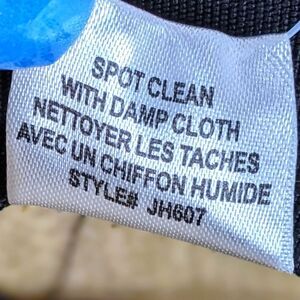 SPOT CLEAN
WITH DAMP CLOTH
NETTOYER LES TACHES
AVEC UN CHIFFON HUMIDE
STYLE# JH607